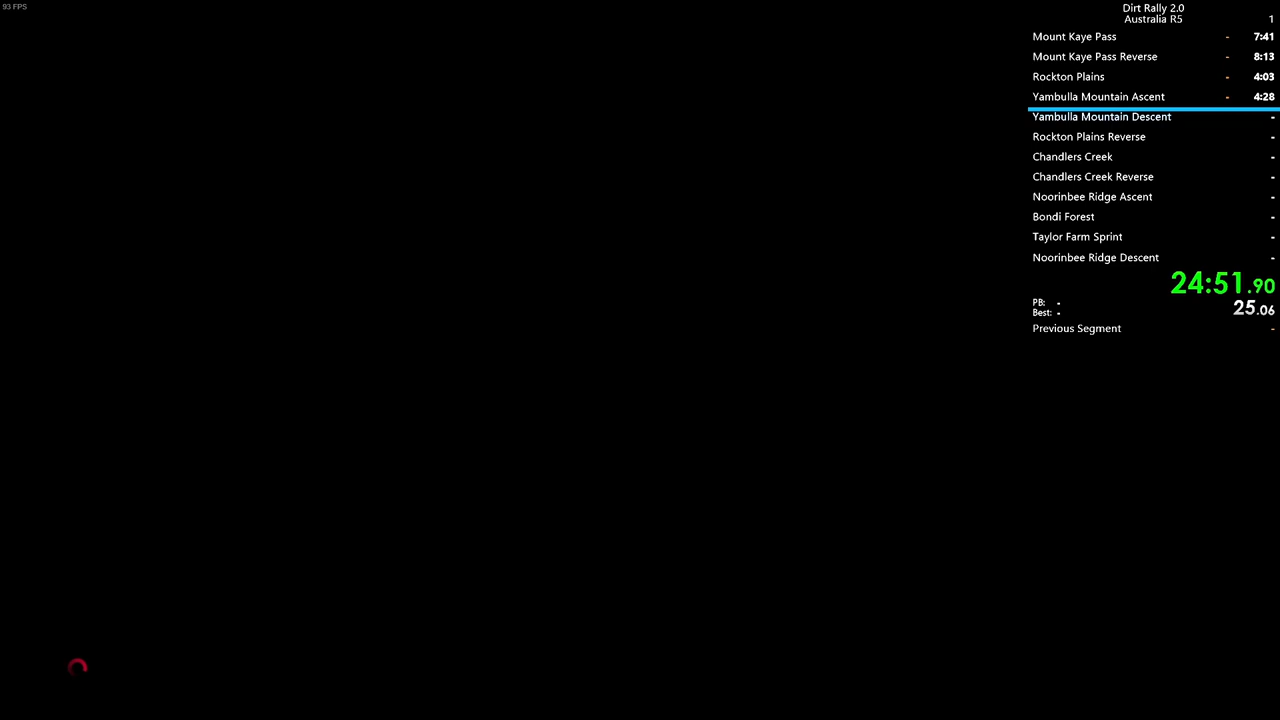 93 FPS
Dirt Rally 2.0
Australia R5 1
Mount Kaye Pass - 7:41
Mount Kaye Pass Reverse - 8:13
Rockton Plains - 4:03
Yambulla Mountain Ascent - 4:28
Yambulla Mountain Descent -
Rockton Plains Reverse -
Chandlers Creek -
Chandlers Creek Reverse -
Noorinbee Ridge Ascent -
Bondi Forest -
Taylor Farm Sprint -
Noorinbee Ridge Descent -
24:51.90
PB: - 25.06
Best: -
Previous Segment -